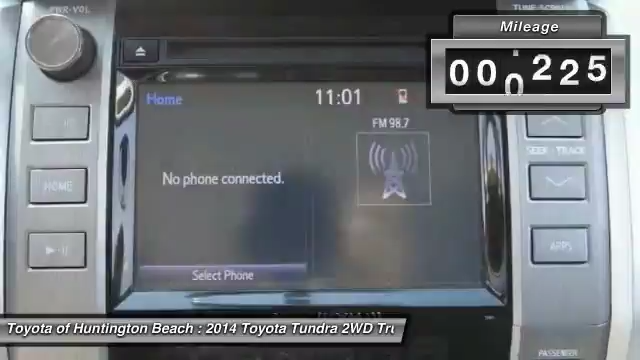 PWR•VOL
TUNE•SCROLL
Mileage
000225
Home
11:01
FM 98.7
No phone connected.
Select Phone
HOME
SEEK•TRACK
APPS
PASSENGER
Toyota of Huntington Beach : 2014 Toyota Tundra 2WD Tru